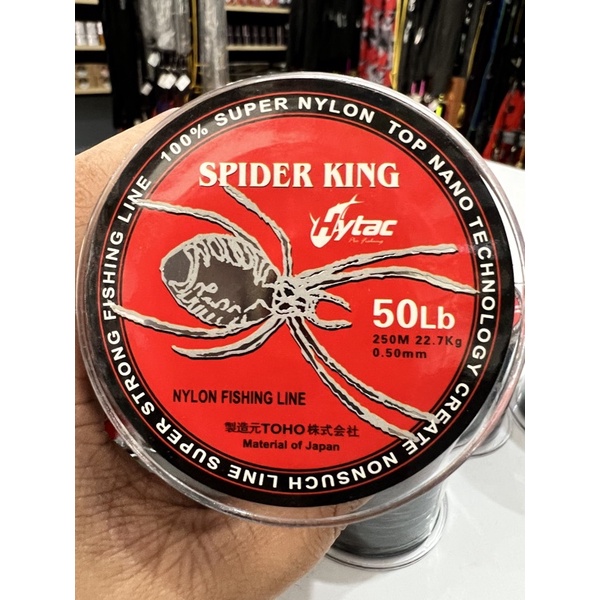 100% SUPER NYLON TOP NANO TECHNOLOGY CREATE NONSUCH LINE SUPER STRONG FISHING LINE
SPIDER KING
Hytac
Pro Fishing
50Lb
250M 22.7Kg
0.50mm
NYLON FISHING LINE
製造元TOHO株式会社
Material of Japan